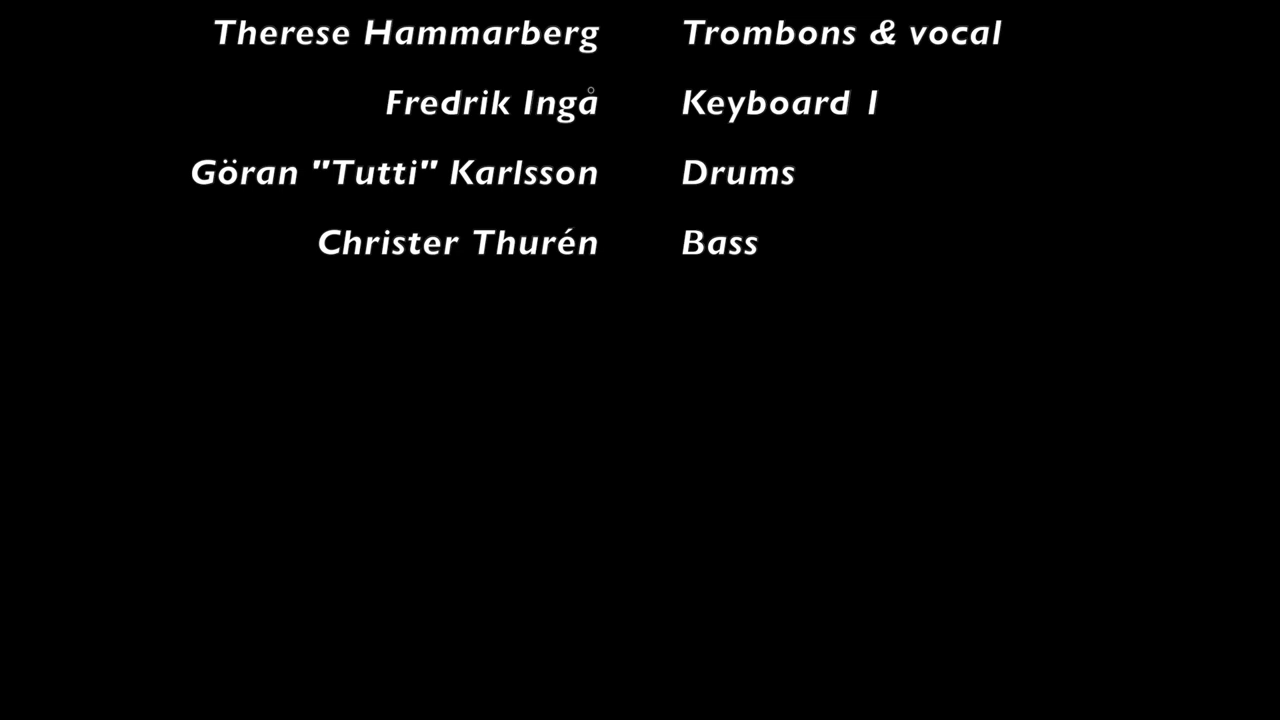 Therese Hammarberg Trombons & vocal
Fredrik Ingå Keyboard 1
Göran "Tutti" Karlsson Drums
Christer Thurén Bass